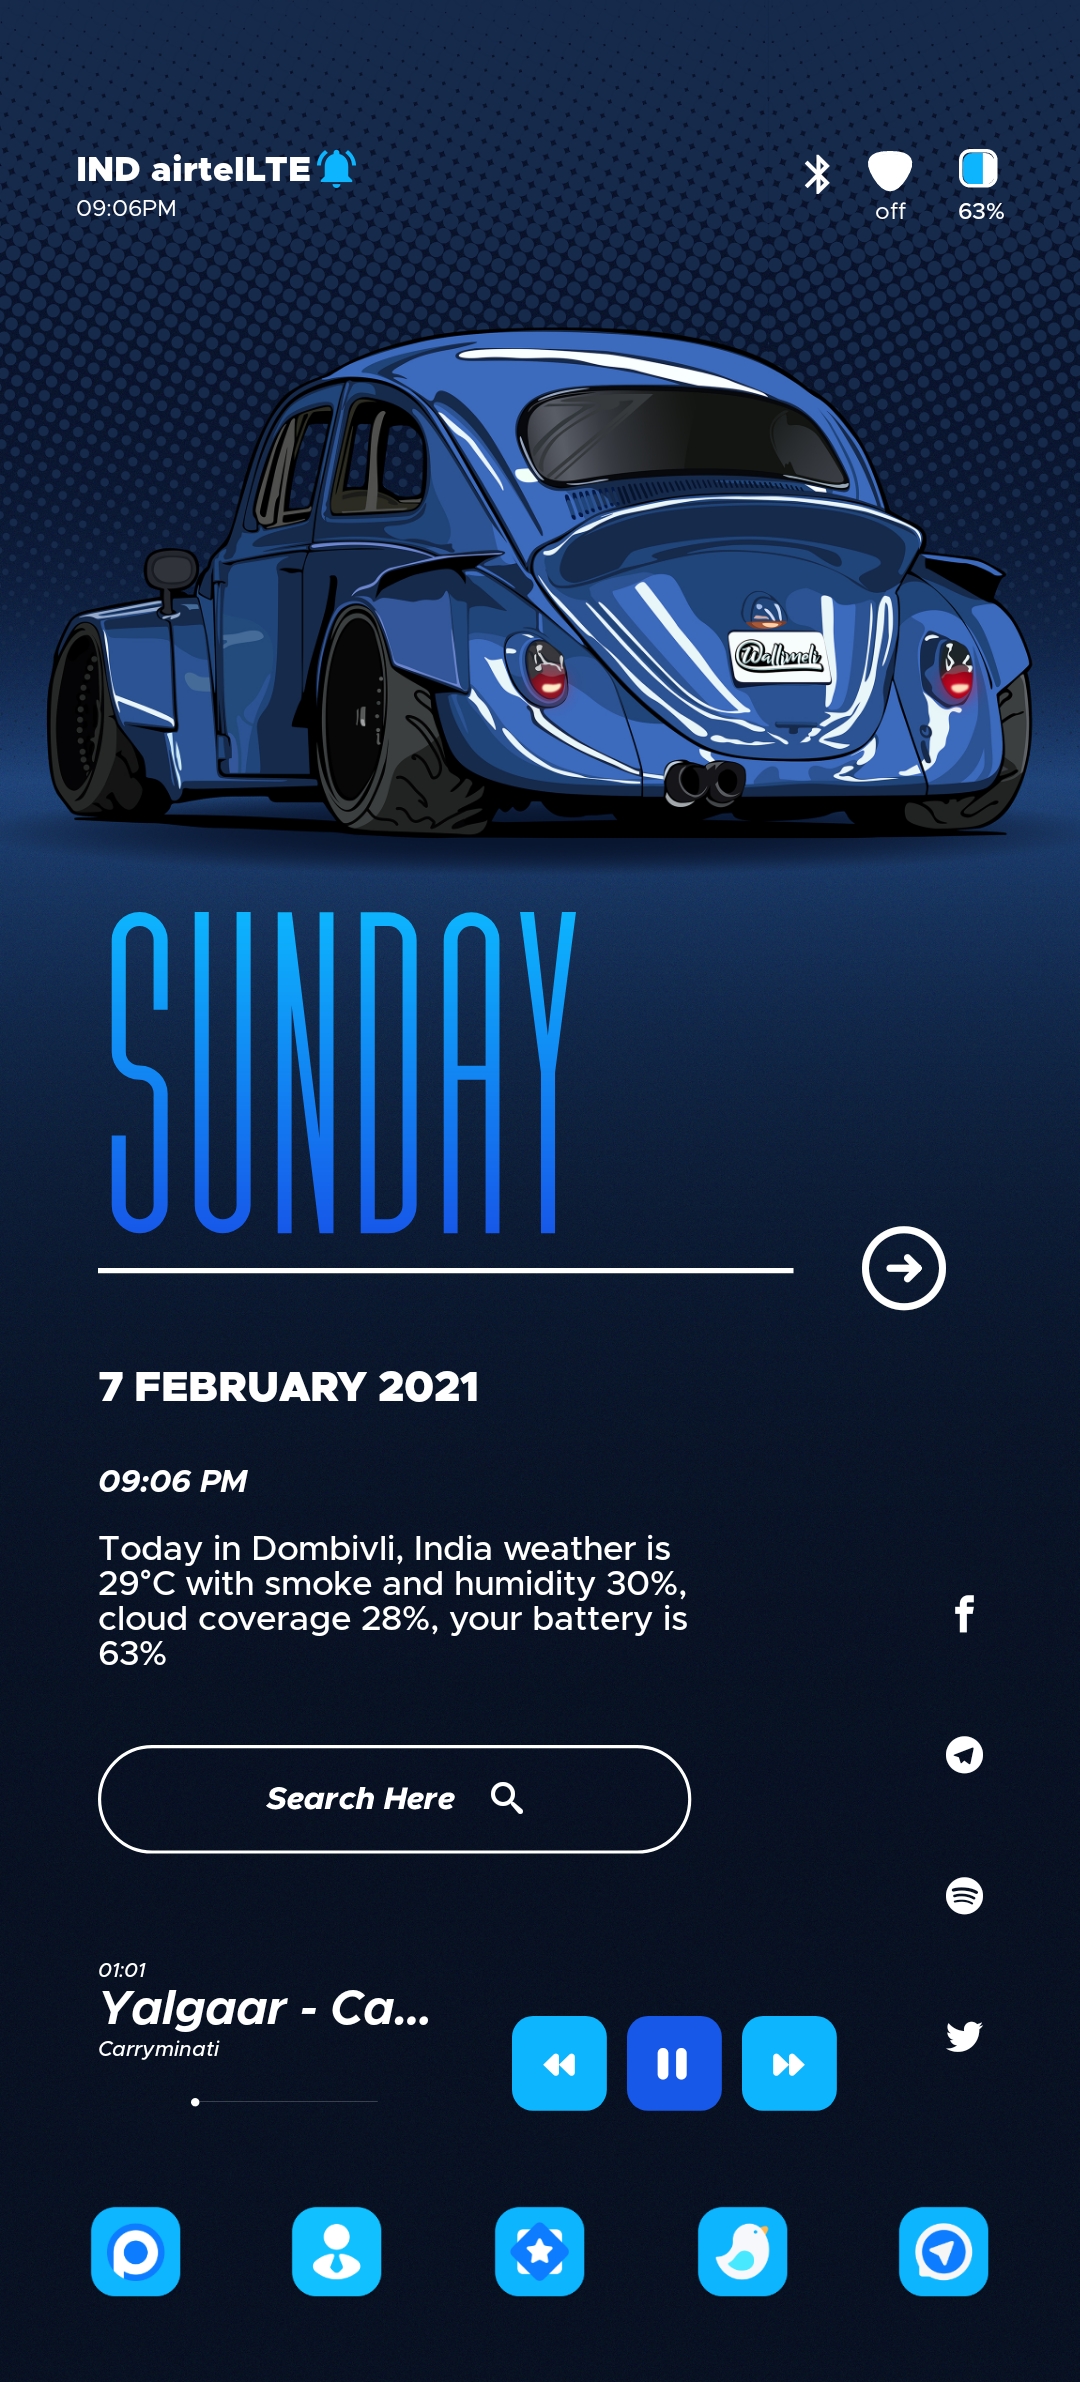 IND airtelLTE
09:06PM
off
63%
Wallimeli
SUNDAY
7 FEBRUARY 2021
09:06 PM
Today in Dombivli, India weather is
29°C with smoke and humidity 30%,
cloud coverage 28%, your battery is
63%
Search Here
01:01
Yalgaar - Ca...
Carryminati